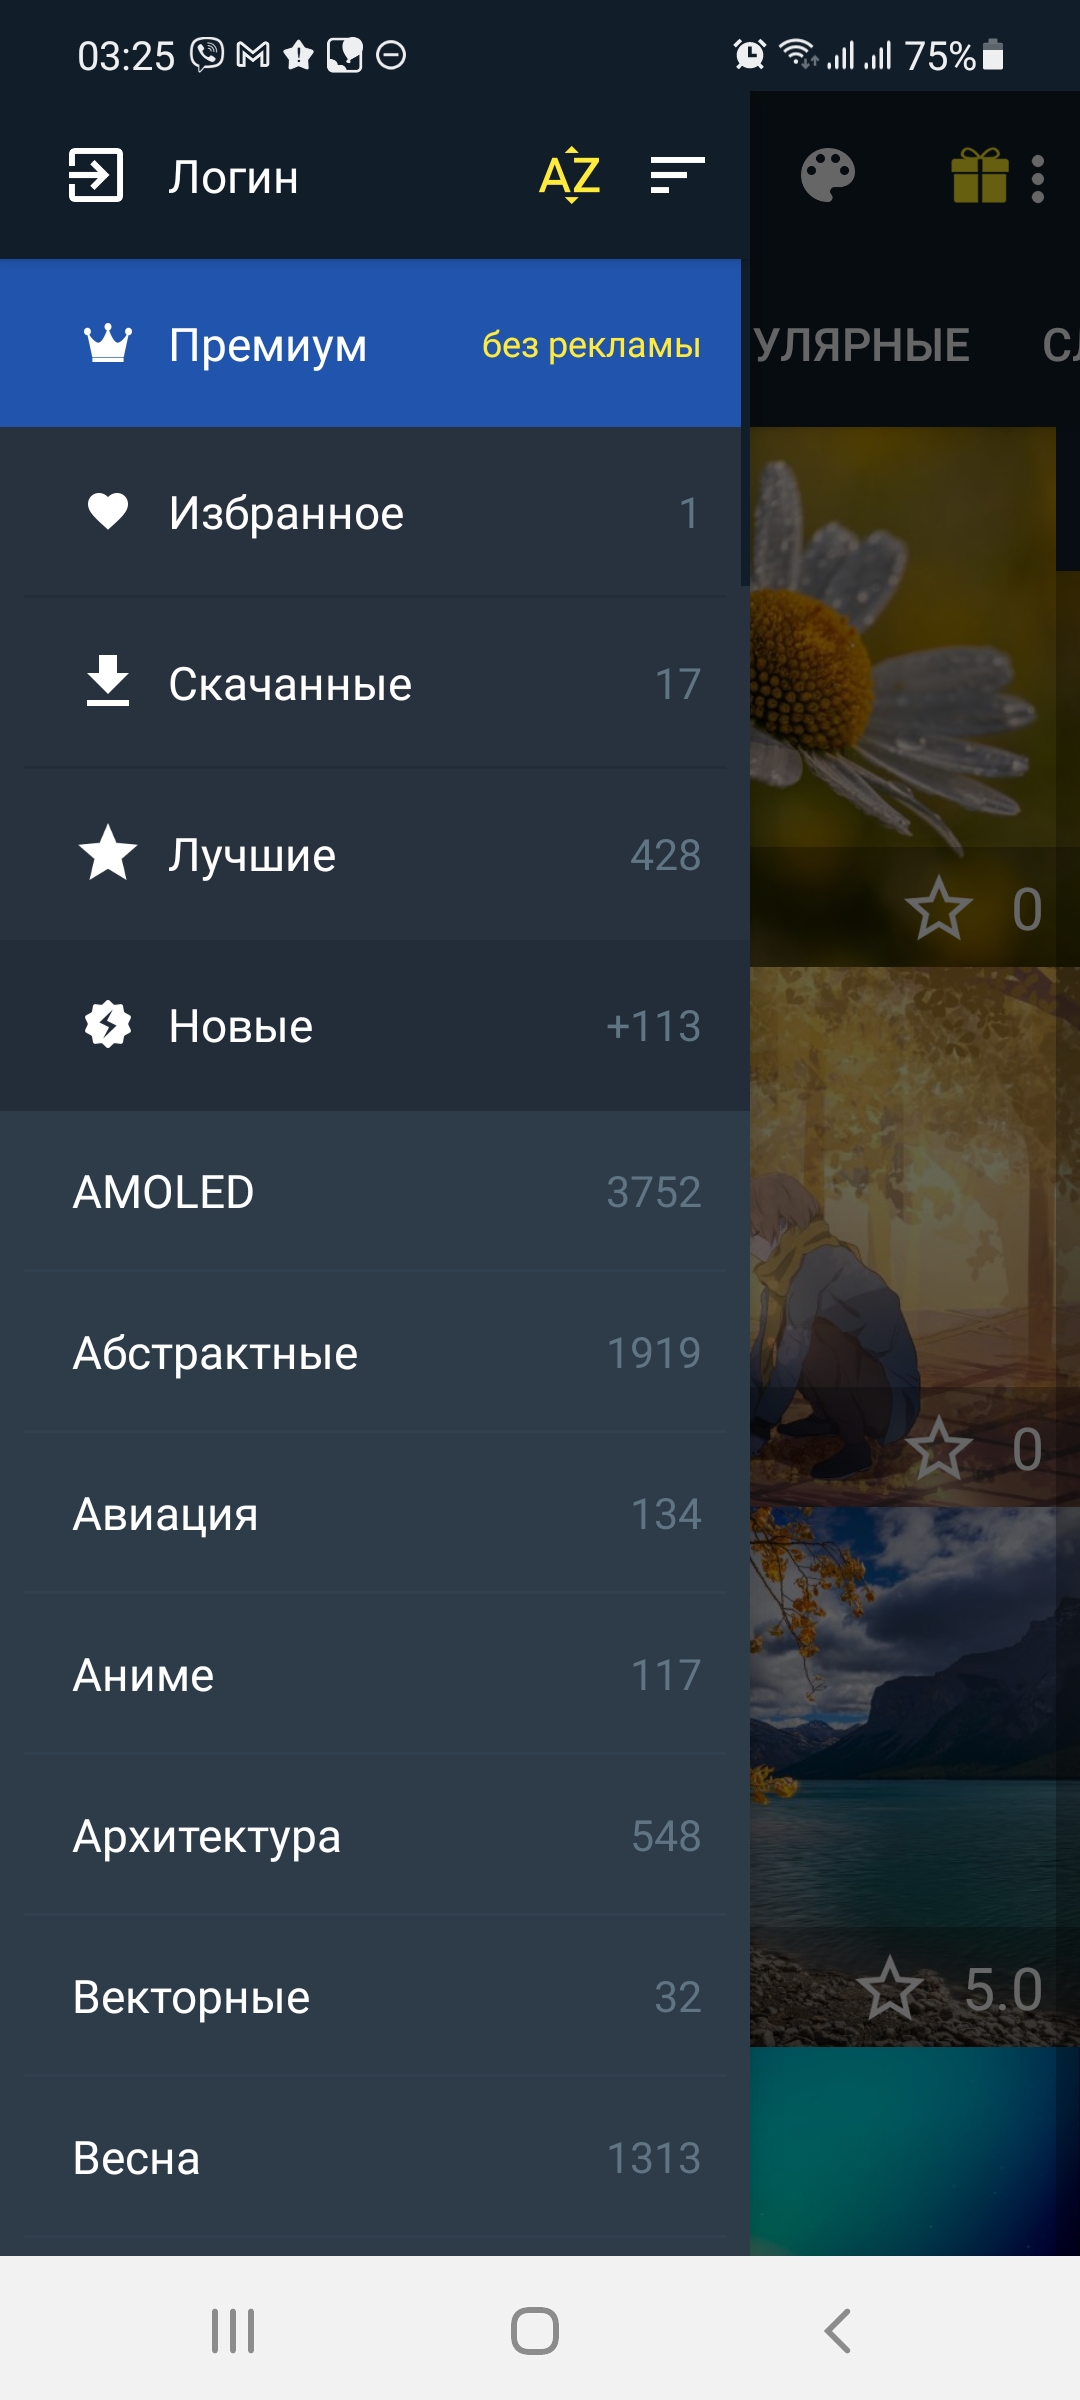 03:25 75%
Логин AZ
Премиум без рекламы
УЛЯРНЫЕ
Избранное 1
Скачанные 17
Лучшие 428
0
Новые +113
AMOLED 3752
Абстрактные 1919
0
Авиация 134
Аниме 117
Архитектура 548
Векторные 32
5.0
Весна 1313